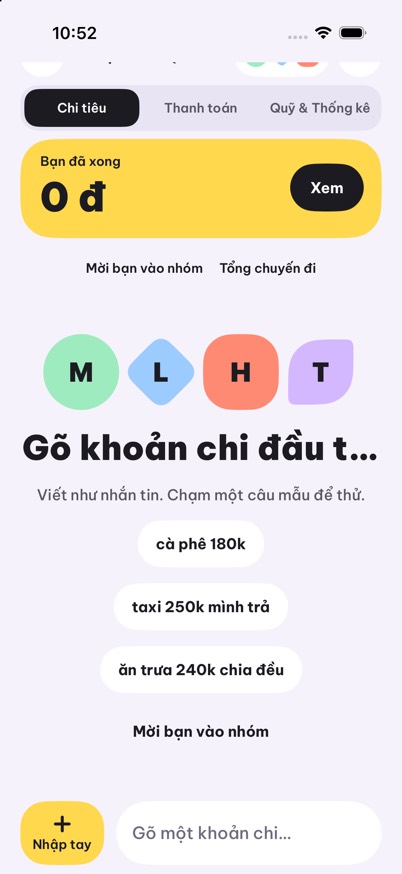 10:52
Chi tiêu
Thanh toán
Quỹ & Thống kê
Bạn đã xong
0 đ
Xem
Mời bạn vào nhóm
Tổng chuyến đi
M
L
H
T
Gõ khoản chi đầu t...
Viết như nhắn tin. Chạm một câu mẫu để thử.
cà phê 180k
taxi 250k mình trả
ăn trưa 240k chia đều
Mời bạn vào nhóm
Nhập tay
Gõ một khoản chi...